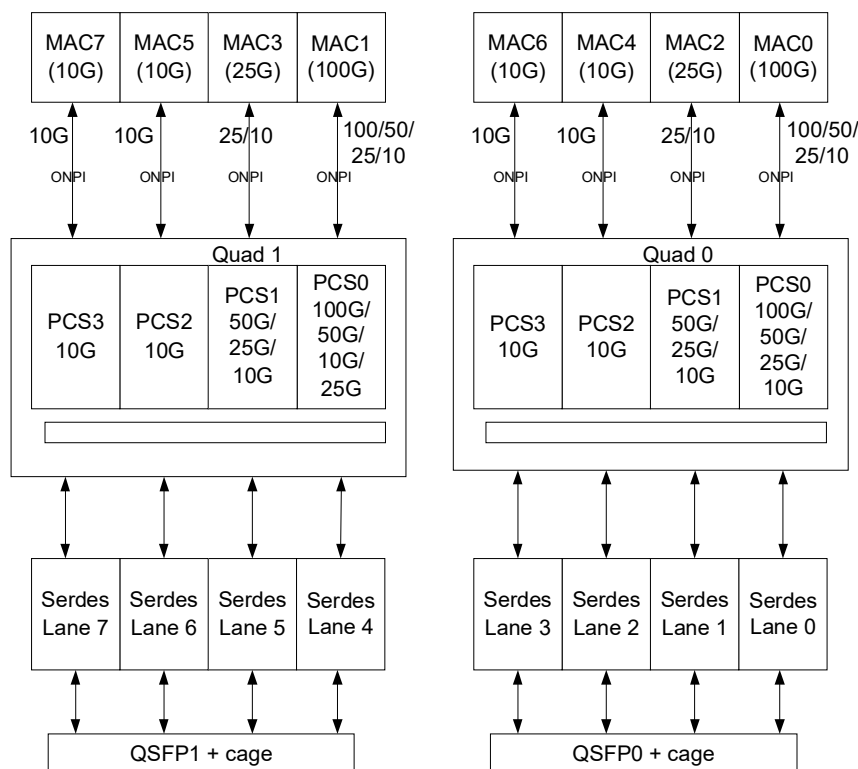 MAC7
(10G)
MAC5
(10G)
MAC3
(25G)
MAC1
(100G)
10G
10G
25/10
100/50/
25/10
ONPI
ONPI
ONPI
ONPI
Quad 1
PCS3
10G
PCS2
10G
PCS1
50G/
25G/
10G
PCS0
100G/
50G/
10G/
25G
Serdes
Lane 7
Serdes
Lane 6
Serdes
Lane 5
Serdes
Lane 4
QSFP1 + cage
MAC6
(10G)
MAC4
(10G)
MAC2
(25G)
MAC0
(100G)
10G
10G
25/10
100/50/
25/10
ONPI
ONPI
ONPI
ONPI
Quad 0
PCS3
10G
PCS2
10G
PCS1
50G/
25G/
10G
PCS0
100G/
50G/
25G/
10G
Serdes
Lane 3
Serdes
Lane 2
Serdes
Lane 1
Serdes
Lane 0
QSFP0 + cage